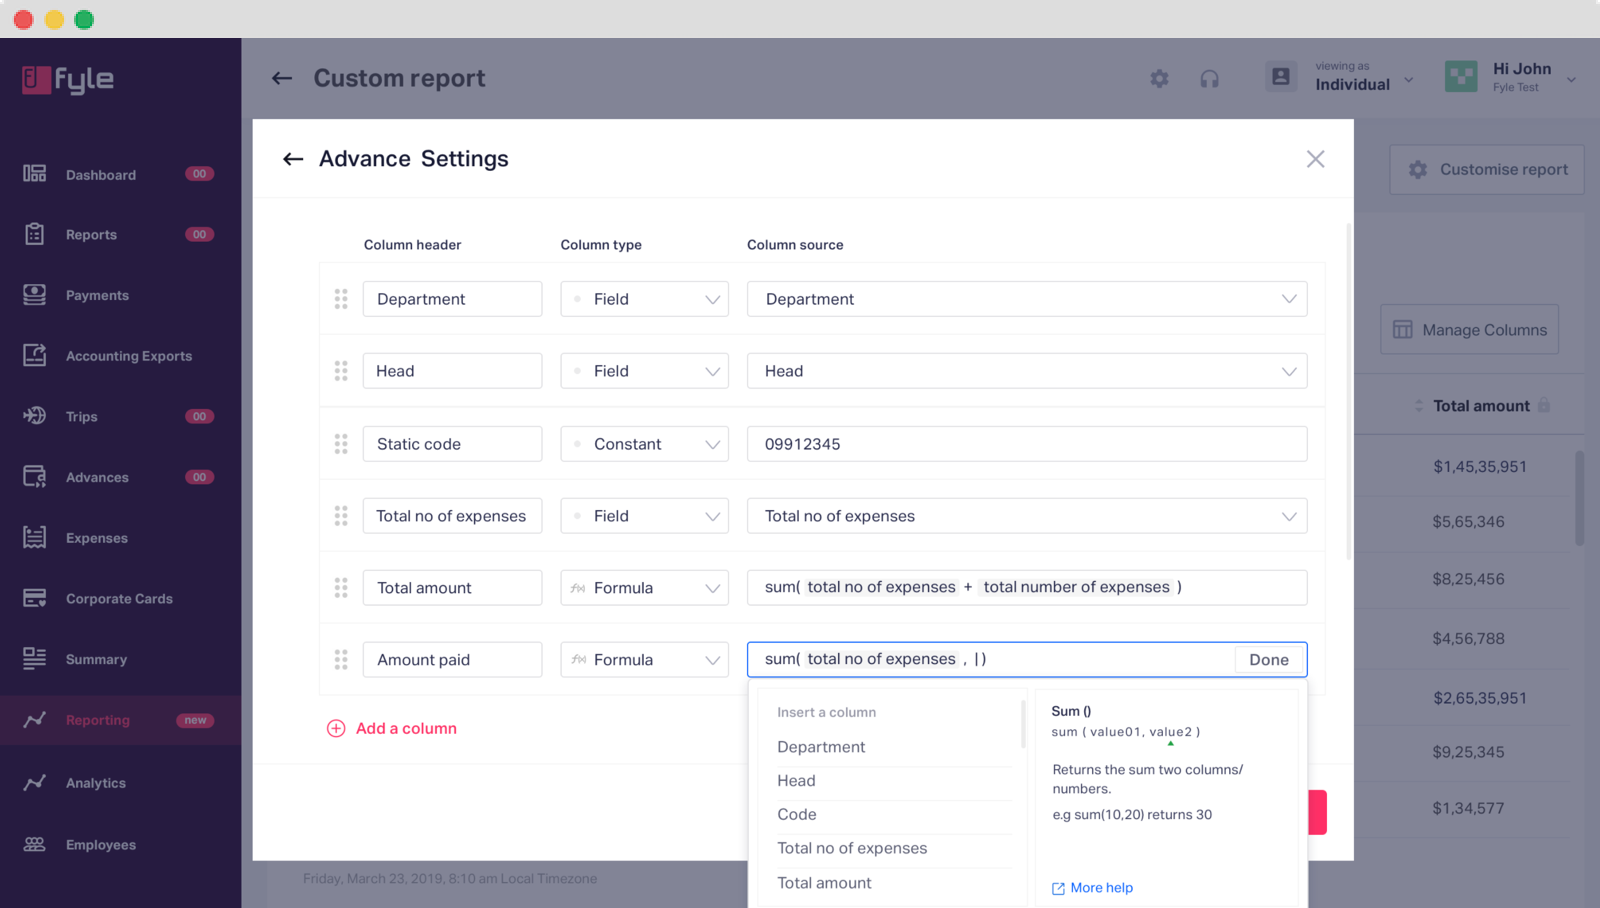 fyle
Custom report
viewing as
Individual
Hi John
Fyle Test
Dashboard 00
Reports 00
Payments
Accounting Exports
Trips 00
Advances 00
Expenses
Corporate Cards
Summary
Reporting new
Analytics
Employees
Advance Settings
Customise report
Manage Columns
Total amount
$1,45,35,951
$5,65,346
$8,25,456
$4,56,788
$2,65,35,951
$9,25,345
$1,34,577
Column header Column type Column source
Department Field Department
Head Field Head
Static code Constant 09912345
Total no of expenses Field Total no of expenses
Total amount Formula sum( total no of expenses + total number of expenses )
Amount paid Formula sum( total no of expenses , |) Done
Add a column
Insert a column
Department
Head
Code
Total no of expenses
Total amount
Sum ()
sum ( value01, value2 )
Returns the sum two columns/
numbers.
e.g sum(10,20) returns 30
More help
Friday, March 23, 2019, 8:10 am Local Timezone